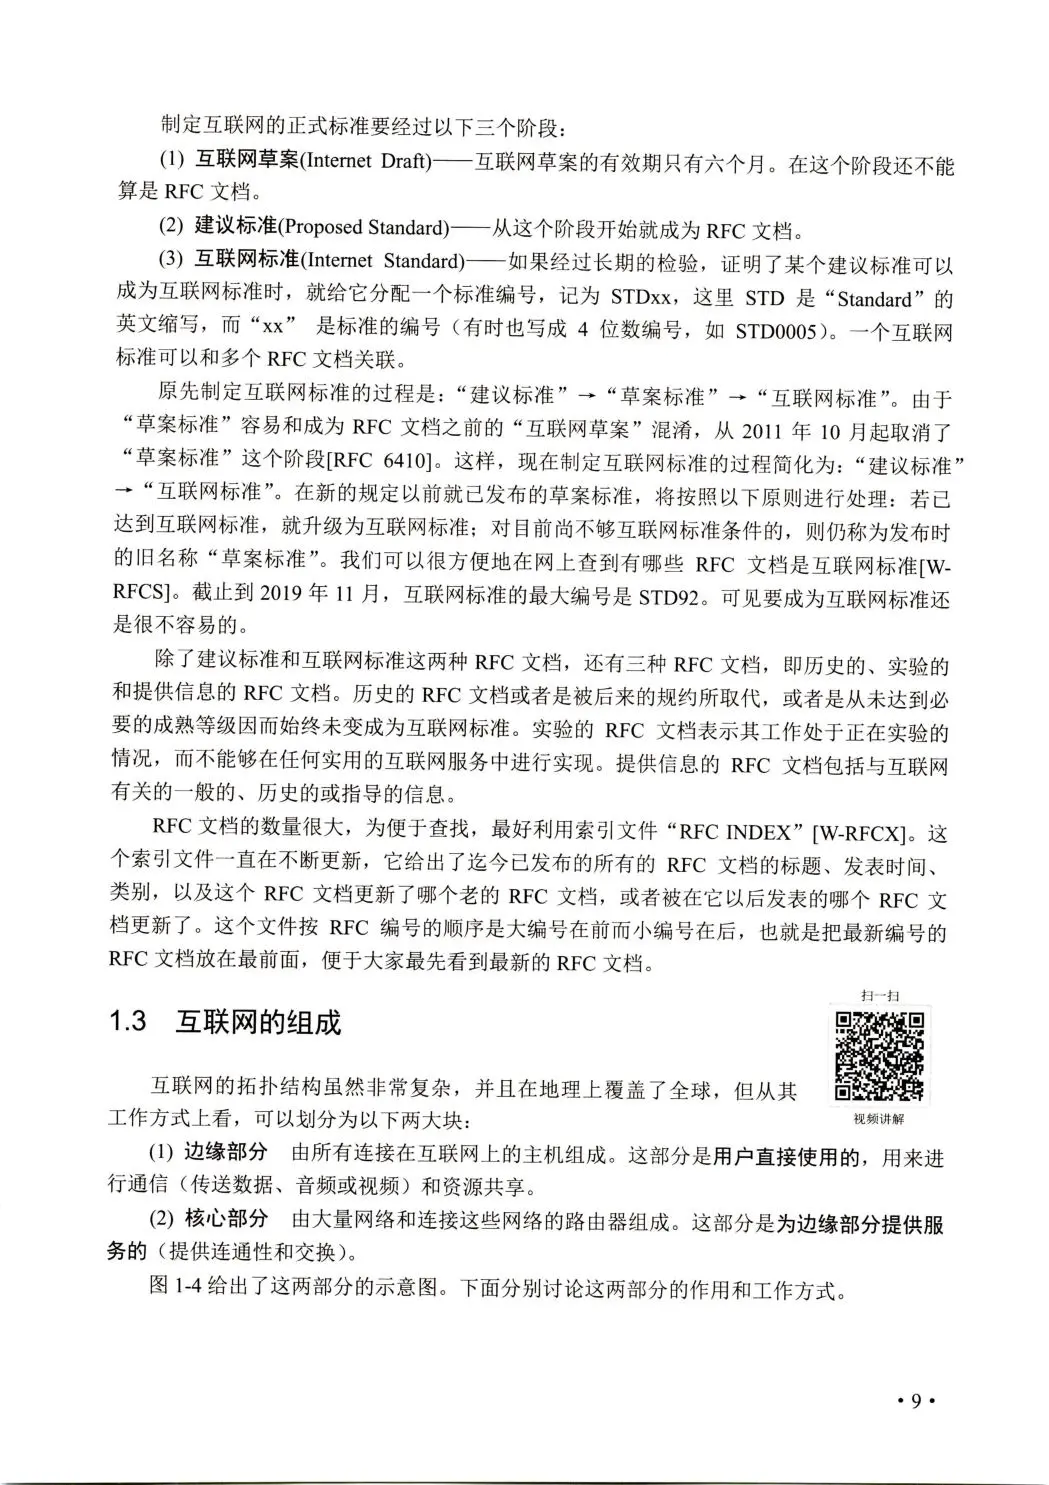 制定互联网的正式标准要经过以下三个阶段：
(1) 互联网草案(Internet Draft)——互联网草案的有效期只有六个月。在这个阶段还不能
算是 RFC 文档。
(2) 建议标准(Proposed Standard)——从这个阶段开始就成为 RFC 文档。
(3) 互联网标准(Internet Standard)——如果经过长期的检验，证明了某个建议标准可以
成为互联网标准时，就给它分配一个标准编号，记为 STDxx，这里 STD 是“Standard”的
英文缩写，而“xx” 是标准的编号（有时也写成 4 位数编号，如 STD0005）。一个互联网
标准可以和多个 RFC 文档关联。
原先制定互联网标准的过程是：“建议标准”→“草案标准”→“互联网标准”。由于
“草案标准”容易和成为 RFC 文档之前的“互联网草案”混淆，从 2011 年 10 月起取消了
“草案标准”这个阶段[RFC 6410]。这样，现在制定互联网标准的过程简化为：“建议标准”
→“互联网标准”。在新的规定以前就已发布的草案标准，将按照以下原则进行处理：若已
达到互联网标准，就升级为互联网标准；对目前尚不够互联网标准条件的，则仍称为发布时
的旧名称“草案标准”。我们可以很方便地在网上查到有哪些 RFC 文档是互联网标准[W-
RFCS]。截止到 2019 年 11 月，互联网标准的最大编号是 STD92。可见要成为互联网标准还
是很不容易的。
除了建议标准和互联网标准这两种 RFC 文档，还有三种 RFC 文档，即历史的、实验的
和提供信息的 RFC 文档。历史的 RFC 文档或者是被后来的规约所取代，或者是从未达到必
要的成熟等级因而始终未变成为互联网标准。实验的 RFC 文档表示其工作处于正在实验的
情况，而不能够在任何实用的互联网服务中进行实现。提供信息的 RFC 文档包括与互联网
有关的一般的、历史的或指导的信息。
RFC 文档的数量很大，为便于查找，最好利用索引文件“RFC INDEX”[W-RFCX]。这
个索引文件一直在不断更新，它给出了迄今已发布的所有的 RFC 文档的标题、发表时间、
类别，以及这个 RFC 文档更新了哪个老的 RFC 文档，或者被在它以后发表的哪个 RFC 文
档更新了。这个文件按 RFC 编号的顺序是大编号在前而小编号在后，也就是把最新编号的
RFC 文档放在最前面，便于大家最先看到最新的 RFC 文档。
扫一扫
1.3 互联网的组成
互联网的拓扑结构虽然非常复杂，并且在地理上覆盖了全球，但从其
工作方式上看，可以划分为以下两大块：
视频讲解
(1) 边缘部分 由所有连接在互联网上的主机组成。这部分是用户直接使用的，用来进
行通信（传送数据、音频或视频）和资源共享。
(2) 核心部分 由大量网络和连接这些网络的路由器组成。这部分是为边缘部分提供服
务的（提供连通性和交换）。
图 1-4 给出了这两部分的示意图。下面分别讨论这两部分的作用和工作方式。
·9·